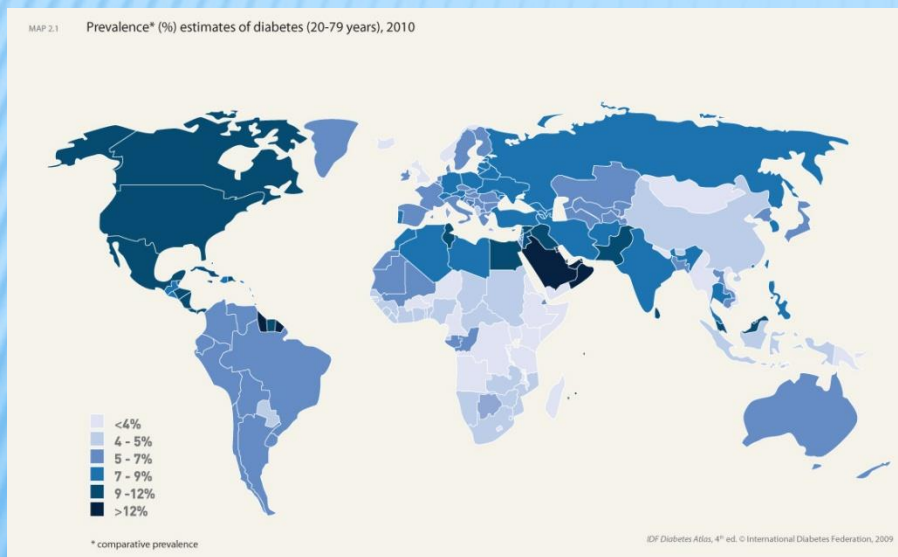 MAP 2.1 Prevalence* (%) estimates of diabetes (20-79 years), 2010
<4%
4 - 5%
5 - 7%
7 - 9%
9 -12%
>12%
* comparative prevalence
IDF Diabetes Atlas, 4th ed. © International Diabetes Federation, 2009